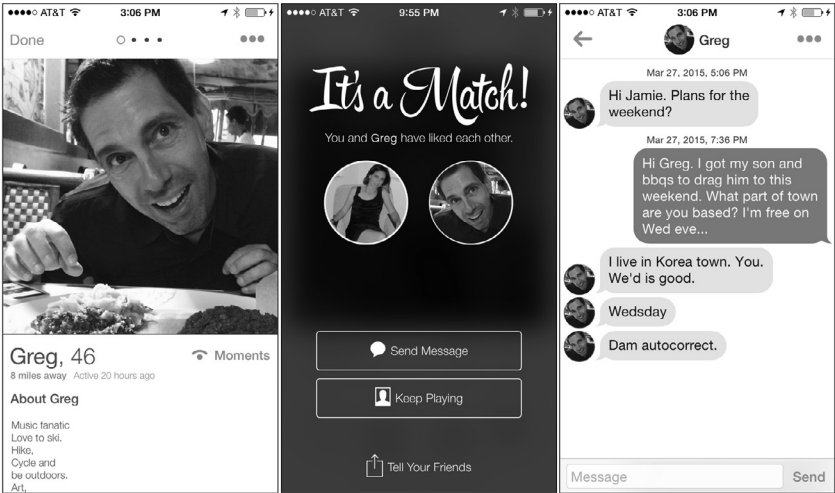 AT&T
3:06 PM
Done
Greg, 46
Moments
8 miles away Active 20 hours ago
About Greg
Music fanatic
Love to ski.
Hike,
Cycle and
be outdoors.
Art,
AT&T
9:55 PM
It's a Match!
You and Greg have liked each other.
Send Message
Keep Playing
Tell Your Friends
AT&T
3:06 PM
Greg
Mar 27, 2015, 5:06 PM
Hi Jamie. Plans for the
weekend?
Mar 27, 2015, 7:36 PM
Hi Greg. I got my son and
bbqs to drag him to this
weekend. What part of town
are you based? I'm free on
Wed eve...
I live in Korea town. You.
We'd is good.
Wedsday
Dam autocorrect.
Message
Send